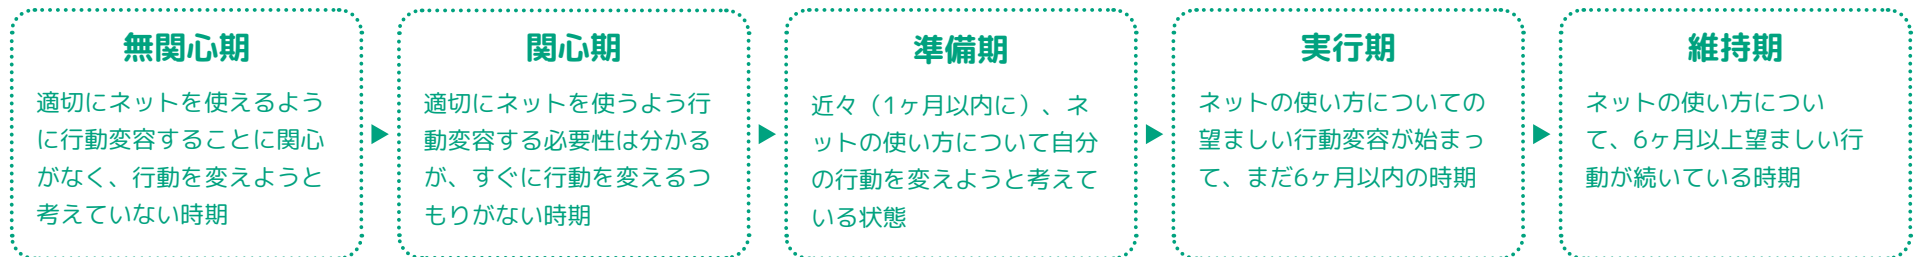 無関心期
適切にネットを使えるよう
に行動変容することに関心
がなく、行動を変えようと
考えていない時期
関心期
適切にネットを使うよう行
動変容する必要性は分かる
が、すぐに行動を変えるつ
もりがない時期
準備期
近々（1ヶ月以内に）、ネ
ットの使い方について自分
の行動を変えようと考えて
いる状態
実行期
ネットの使い方についての
望ましい行動変容が始まっ
て、まだ6ヶ月以内の時期
維持期
ネットの使い方につい
て、6ヶ月以上望ましい行
動が続いている時期